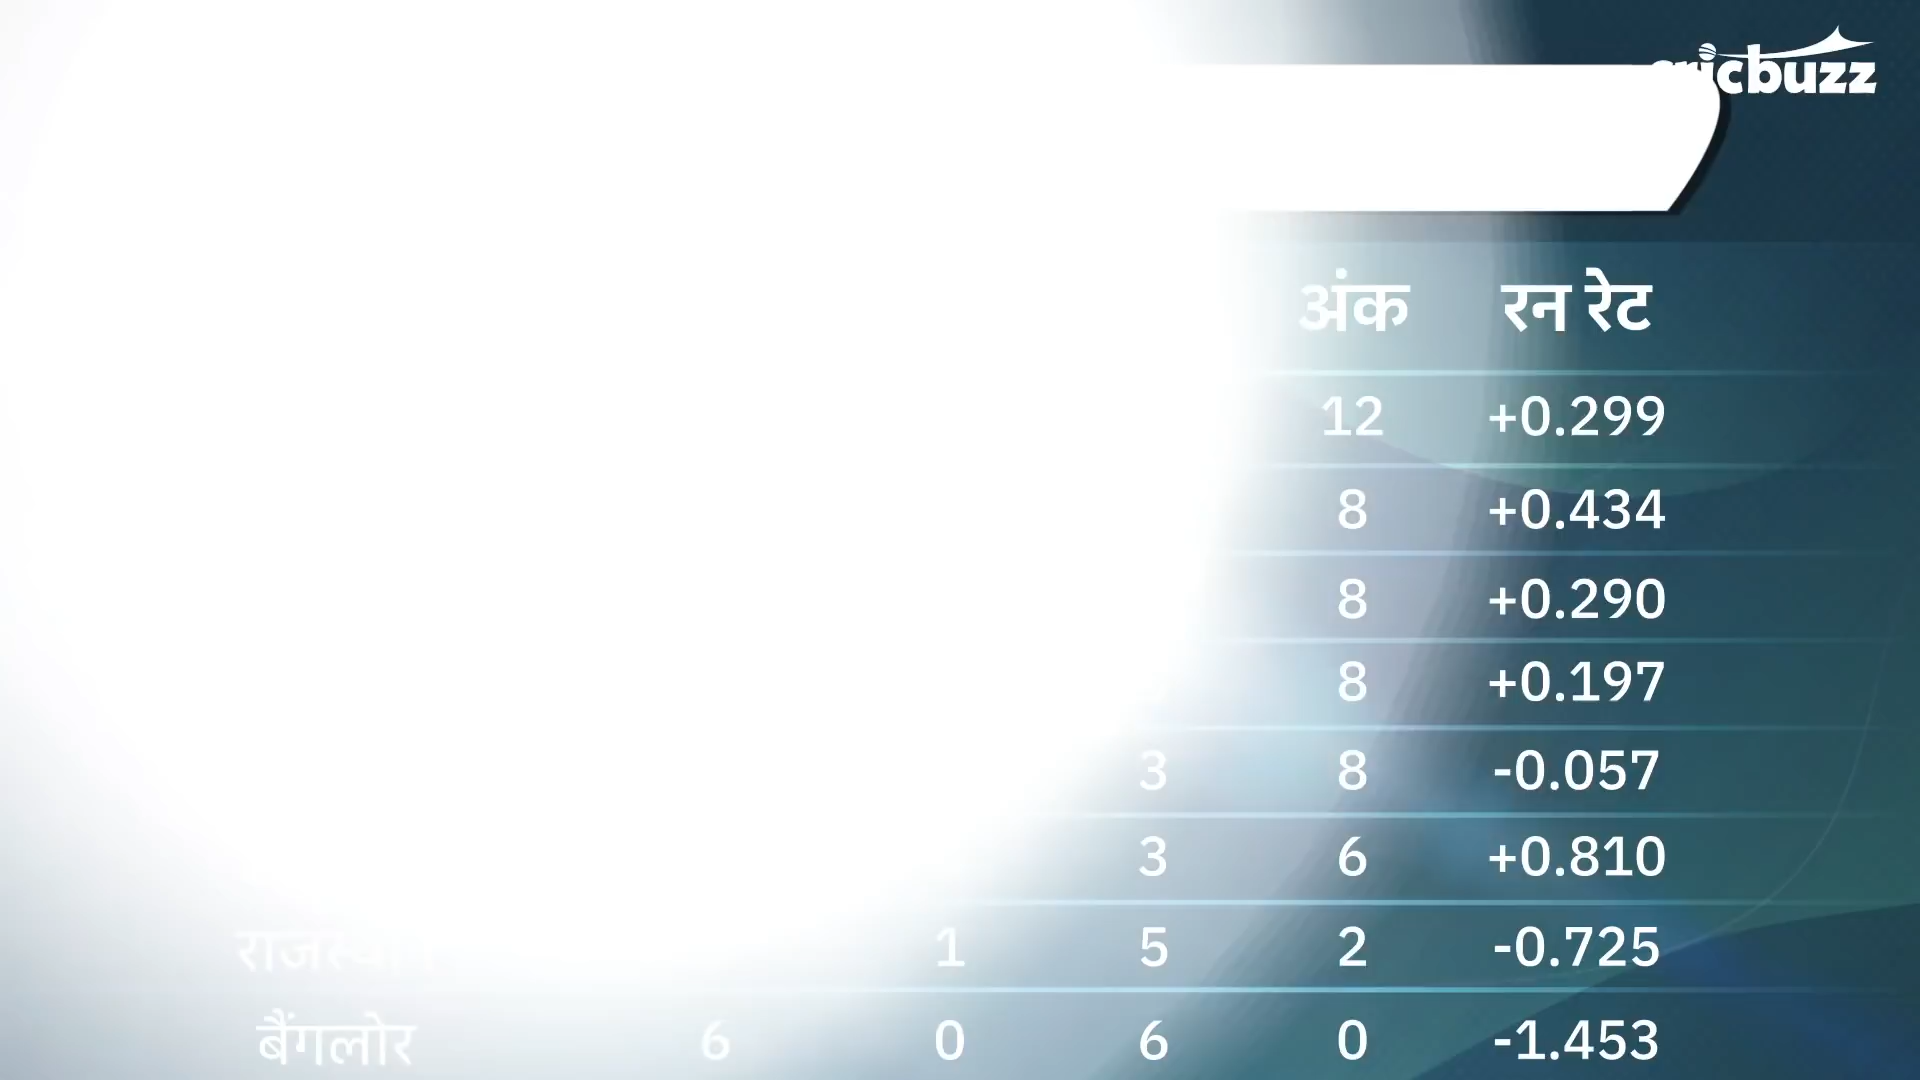 cricbuzz
अंक रन रेट
12 +0.299
8 +0.434
8 +0.290
8 +0.197
3 8 -0.057
3 6 +0.810
राजस्थान 1 5 2 -0.725
बैंगलोर 6 0 6 0 -1.453